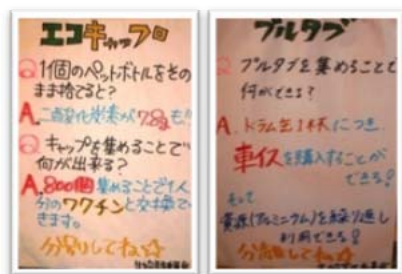 エコキャップ
Q 1個のペットボトルをその
まま捨てると?
A. 二酸化炭素が7.8gも!!
Q キャップを集めることで
何が出来る?
A. 800個集めることで1人
分のワクチンと交換で
きます。
分別してね☆
プルタブ
Q プルタブを集めることで
何ができる?
A. ドラム缶1本につき
車イスを購入することが
できる!
そして
資源(アルミニウム)を繰り返し
利用できる!
分別してね☆